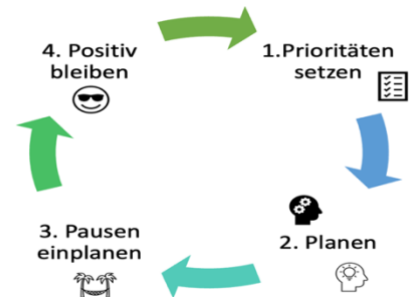 1.Prioritäten
setzen
2. Planen
3. Pausen
einplanen
4. Positiv
bleiben